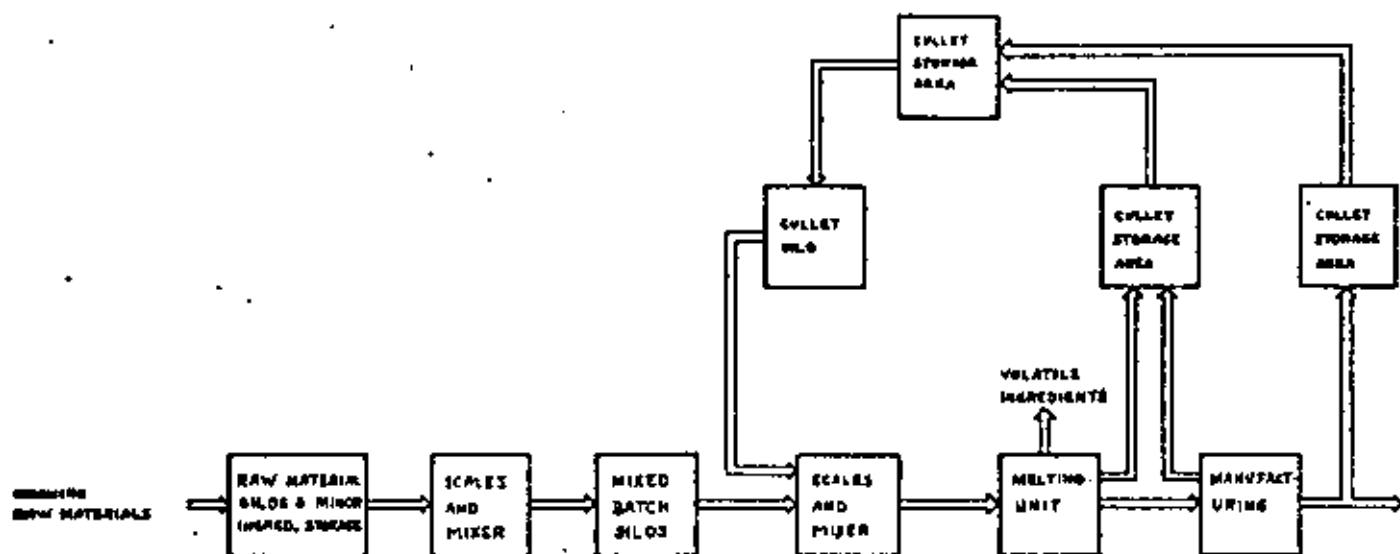 CULLET
STORAGE
AREA
CULLET
SILO
CULLET
STORAGE
AREA
CULLET
STORAGE
AREA
VOLATILE
INGREDIENTS
RAW MATERIALS
RAW MATERIAL
SILOS & MINOR
INGRED. STORAGE
SCALES
AND
MIXER
MIXED
BATCH
SILOS
SCALES
AND
MIXER
MELTING
UNIT
MANUFACT-
URING